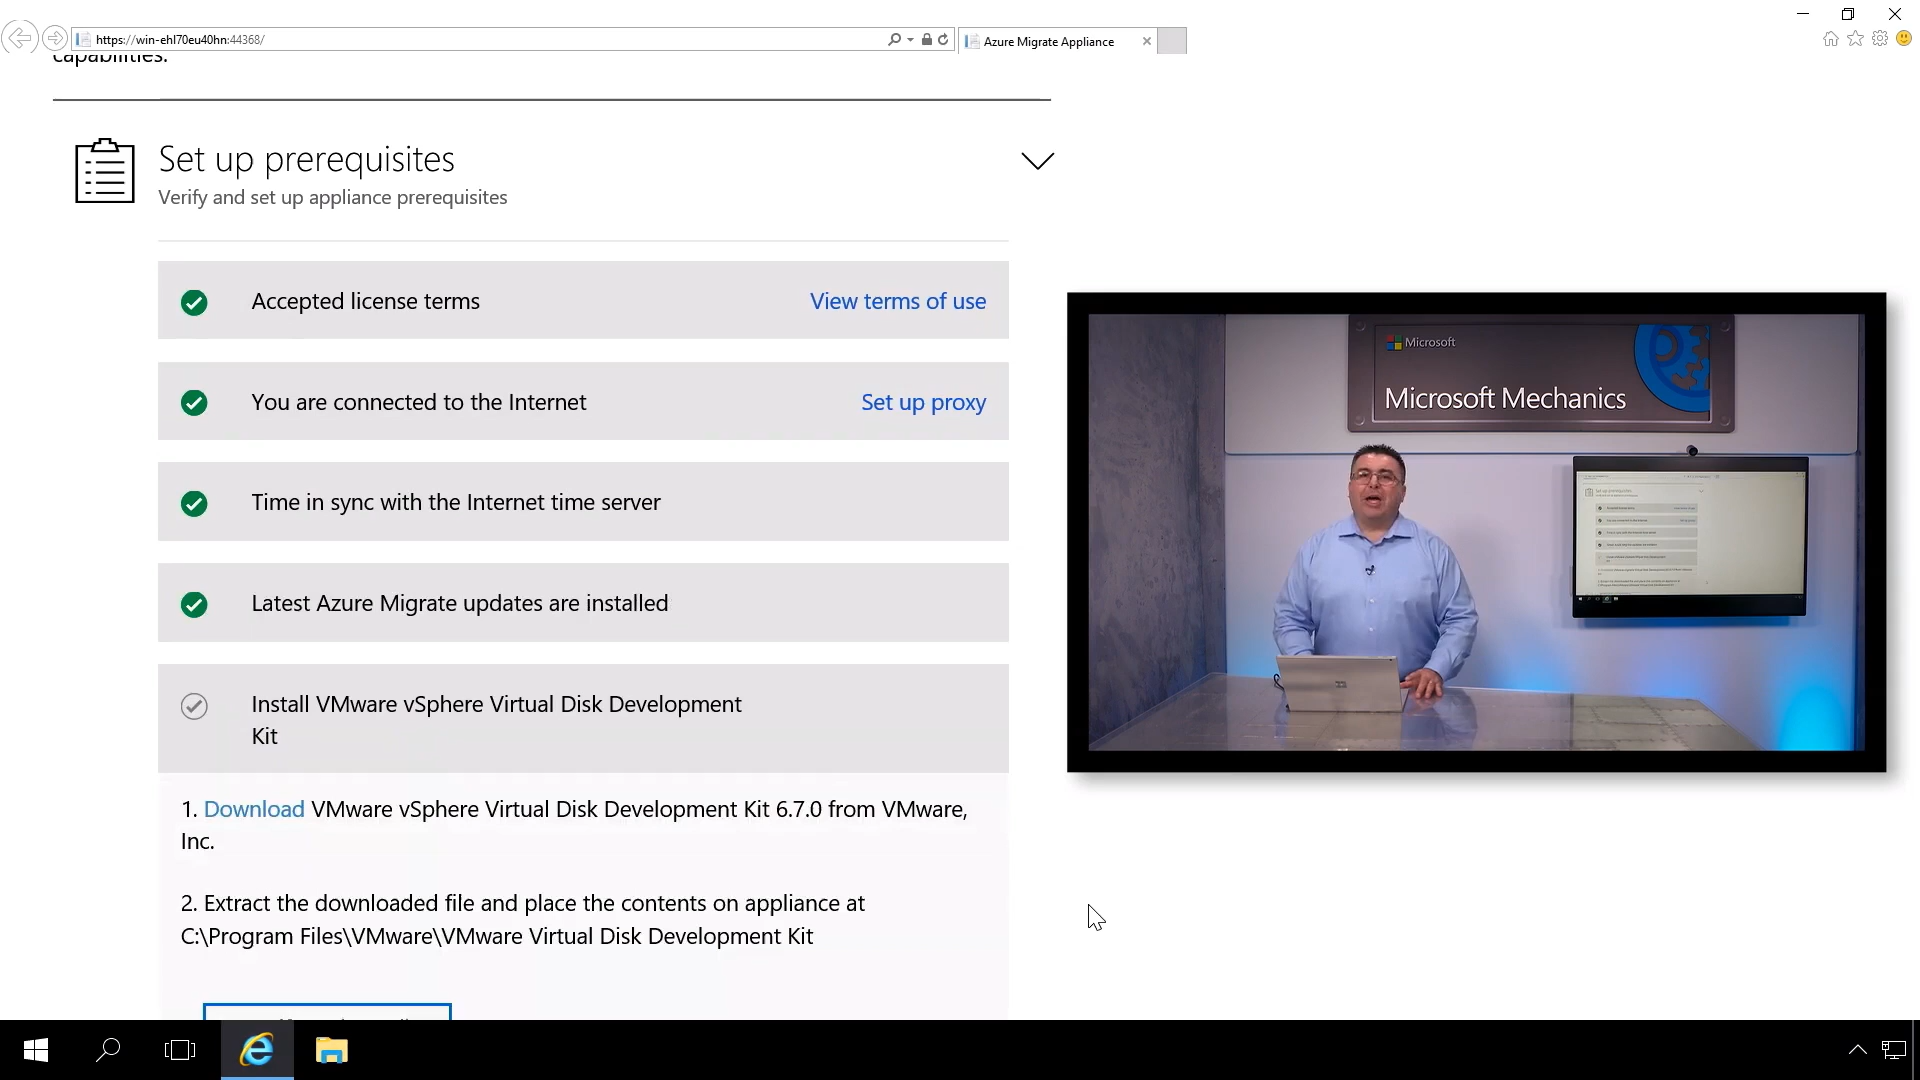 https://win-ehl70eu40hn:44368/
Azure Migrate Appliance
capabilities.
Set up prerequisites
Verify and set up appliance prerequisites
Accepted license terms
View terms of use
You are connected to the Internet
Set up proxy
Time in sync with the Internet time server
Latest Azure Migrate updates are installed
Install VMware vSphere Virtual Disk Development
Kit
1. Download VMware vSphere Virtual Disk Development Kit 6.7.0 from VMware,
Inc.
2. Extract the downloaded file and place the contents on appliance at
C:\Program Files\VMware\VMware Virtual Disk Development Kit
Microsoft
Microsoft Mechanics
Set up prerequisites